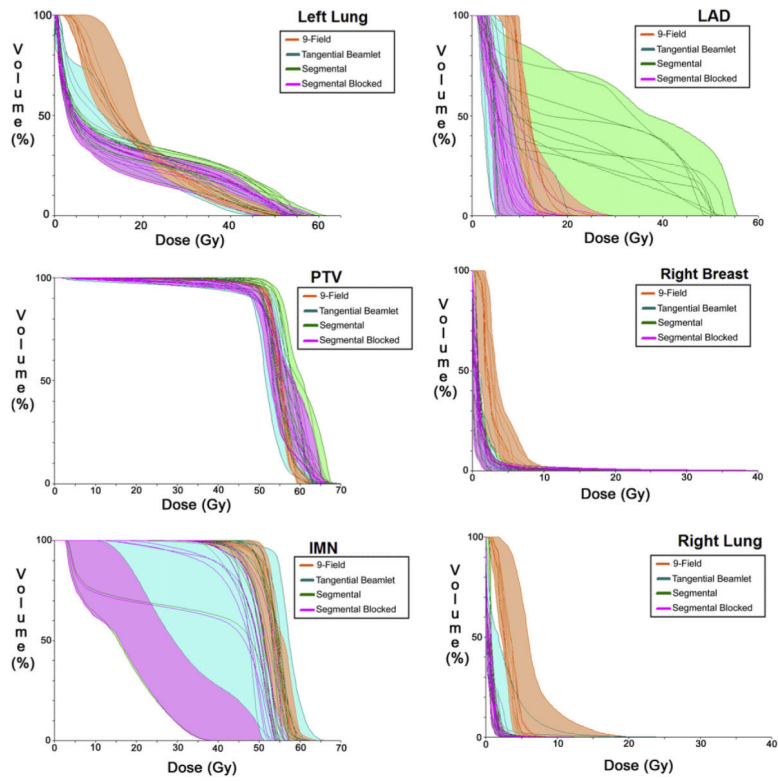 Left Lung
9-Field
Tangential Beamlet
Segmental
Segmental Blocked
Volume (%)
100
50
0
0 20 40 60
Dose (Gy)
LAD
9-Field
Tangential Beamlet
Segmental
Segmental Blocked
Volume (%)
100
50
0
0 20 40 60
Dose (Gy)
PTV
9-Field
Tangential Beamlet
Segmental
Segmental Blocked
Volume (%)
100
50
0 10 20 30 40 50 60 70
Dose (Gy)
Right Breast
9-Field
Tangential Beamlet
Segmental
Segmental Blocked
Volume (%)
100
50
0
0 10 20 30 40
Dose (Gy)
IMN
9-Field
Tangential Beamlet
Segmental
Segmental Blocked
Volume (%)
100
50
0
0 10 20 30 40 50 60 70
Dose (Gy)
Right Lung
9-Field
Tangential Beamlet
Segmental
Segmental Blocked
Volume (%)
100
50
0
0 10 20 30 40
Dose (Gy)